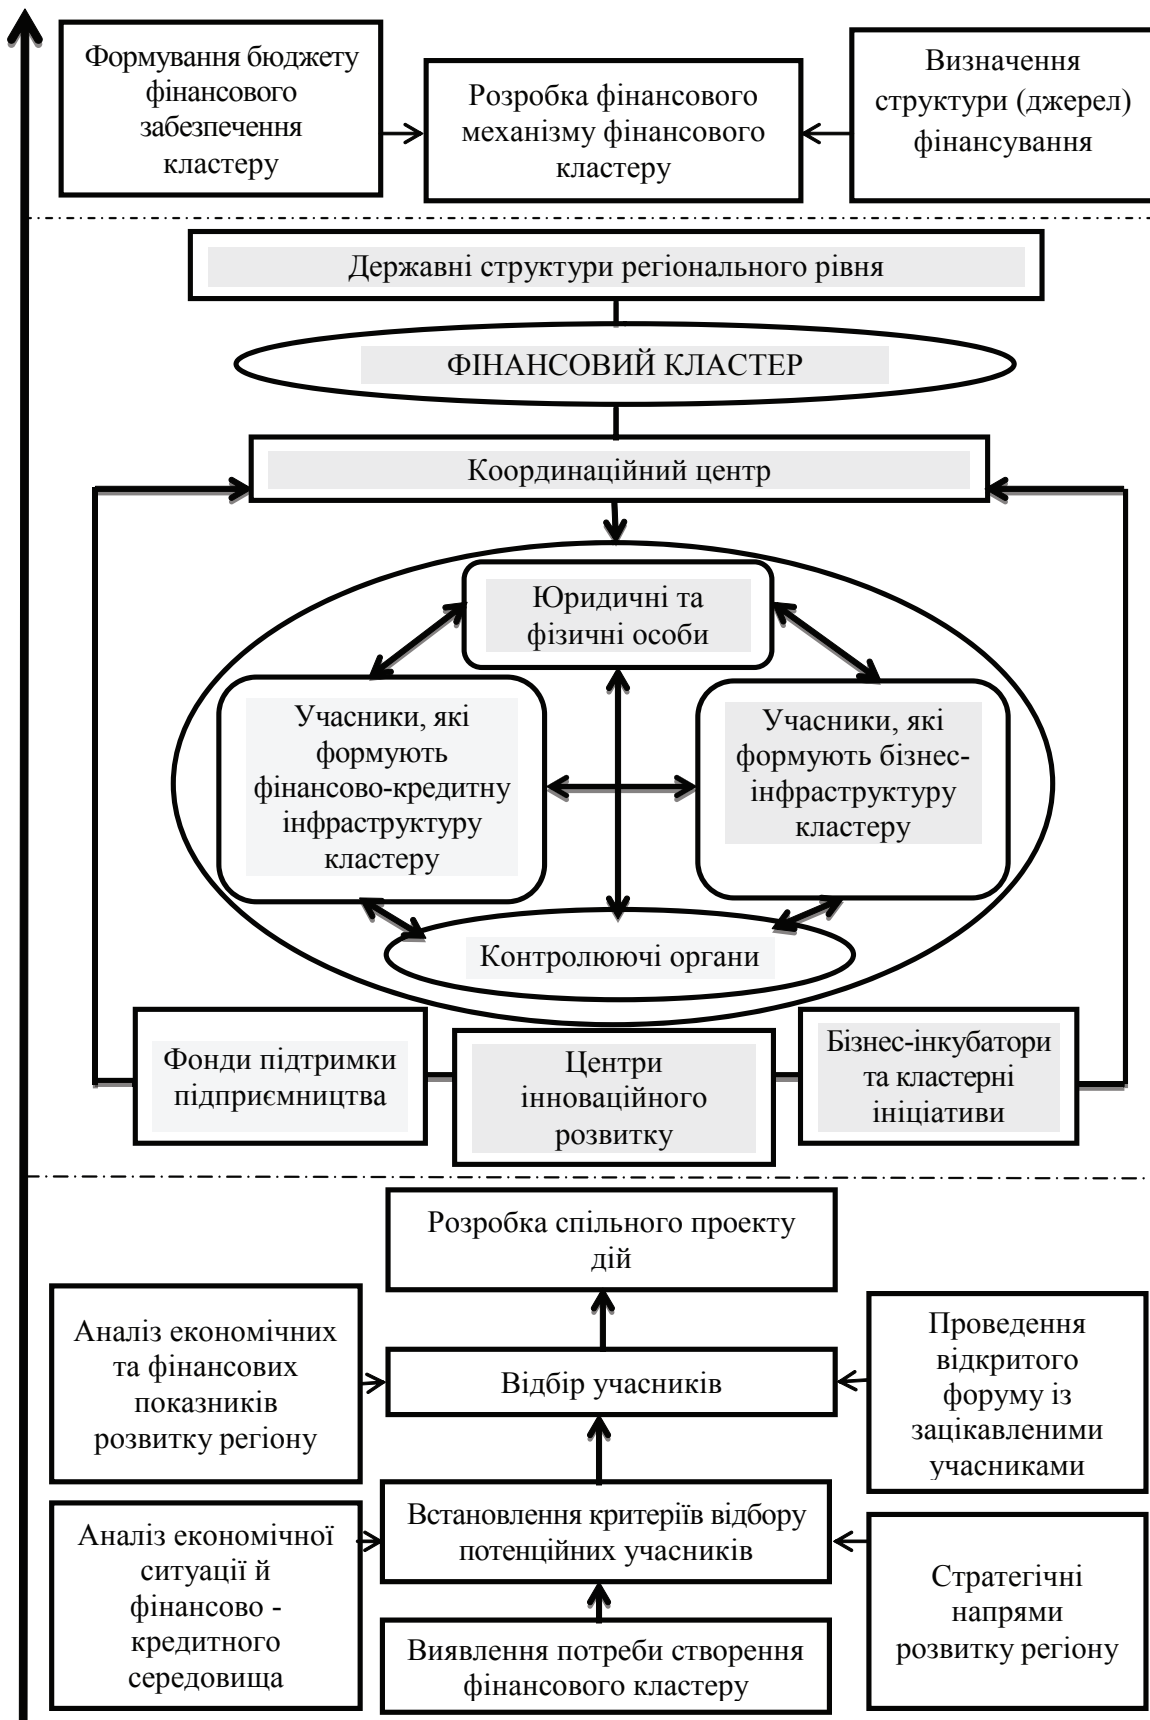 Формування бюджету
фінансового
забезпечення
кластеру
Розробка фінансового
механізму фінансового
кластеру
Визначення
структури (джерел)
фінансування
Державні структури регіонального рівня
ФІНАНСОВИЙ КЛАСТЕР
Координаційний центр
Юридичні та
фізичні особи
Учасники, які
формують
фінансово-кредитну
інфраструктуру
кластеру
Учасники, які
формують бізнес-
інфраструктуру
кластеру
Контролюючі органи
Фонди підтримки
підприємництва
Центри
інноваційного
розвитку
Бізнес-інкубатори
та кластерні
ініціативи
Розробка спільного проекту
дій
Аналіз економічних
та фінансових
показників
розвитку регіону
Відбір учасників
Проведення
відкритого
форуму із
зацікавленими
учасниками
Аналіз економічної
ситуації й
фінансово -
кредитного
середовища
Встановлення критеріїв відбору
потенційних учасників
Стратегічні
напрями
розвитку регіону
Виявлення потреби створення
фінансового кластеру